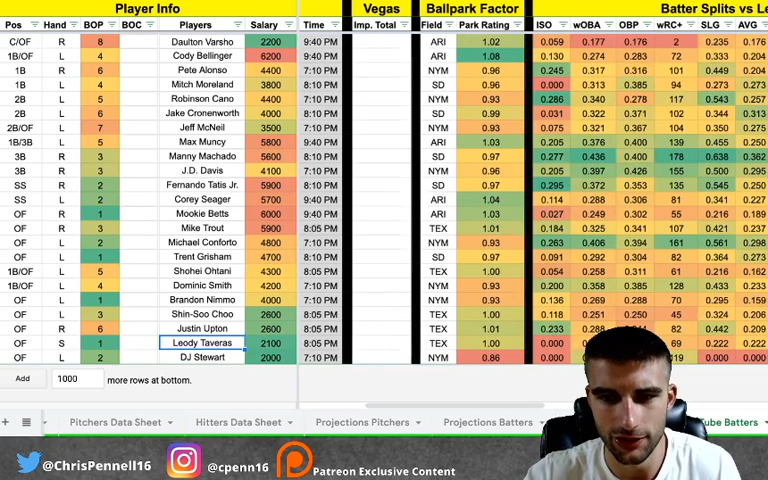 Player Info Vegas Ballpark Factor Batter Splits vs Le
Pos Hand BOP BOC Players Salary Time Imp. Total Field Park Rating ISO wOBA OBP wRC+ SLG AVG
C/OF R 8 Daulton Varsho 2200 9:40 PM ARI 1.02 0.059 0.177 0.176 2 0.235 0.176
1B/OF L 4 Cody Bellinger 6200 9:40 PM ARI 1.08 0.130 0.274 0.283 72 0.333 0.204
1B R 6 Pete Alonso 4400 7:10 PM NYM 0.96 0.245 0.317 0.316 101 0.449 0.204
1B L 4 Mitch Moreland 3800 8:10 PM SD 0.96 0.000 0.313 0.385 94 0.273 0.273
2B L 5 Robinson Cano 4400 7:10 PM NYM 0.93 0.286 0.340 0.278 117 0.543 0.257
2B L 6 Jake Cronenworth 4000 8:10 PM SD 0.99 0.031 0.322 0.371 102 0.344 0.313
2B/OF L 7 Jeff McNeil 3500 7:10 PM NYM 0.93 0.075 0.321 0.367 104 0.350 0.275
1B/3B L 5 Max Muncy 5800 9:40 PM ARI 1.03 0.205 0.376 0.400 139 0.455 0.250
3B R 3 Manny Machado 5600 8:10 PM SD 0.97 0.277 0.436 0.400 178 0.638 0.362
3B R 3 J.D. Davis 4100 7:10 PM NYM 0.96 0.205 0.397 0.426 155 0.500 0.295
SS R 2 Fernando Tatis Jr. 5900 8:10 PM SD 0.97 0.295 0.372 0.353 135 0.545 0.250
SS L 2 Corey Seager 5700 9:40 PM ARI 1.04 0.114 0.288 0.306 81 0.341 0.227
OF R 1 Mookie Betts 6000 9:40 PM ARI 1.03 0.027 0.249 0.302 55 0.216 0.189
OF R 3 Mike Trout 5900 8:05 PM TEX 1.01 0.184 0.325 0.341 107 0.421 0.237
OF L 2 Michael Conforto 4800 7:10 PM NYM 0.93 0.263 0.406 0.394 161 0.561 0.298
OF L 1 Trent Grisham 4700 8:10 PM SD 0.97 0.091 0.292 0.304 82 0.364 0.273
1B/OF L 5 Shohei Ohtani 4300 8:05 PM TEX 1.00 0.054 0.258 0.311 61 0.216 0.162
1B/OF L 4 Dominic Smith 4200 7:10 PM NYM 0.93 0.200 0.358 0.385 128 0.433 0.233
OF L 1 Brandon Nimmo 4000 7:10 PM NYM 0.93 0.136 0.269 0.288 70 0.295 0.159
OF L 3 Shin-Soo Choo 2600 8:05 PM TEX 1.00 0.118 0.251 0.250 45 0.324 0.206
OF R 6 Justin Upton 2600 8:05 PM TEX 1.01 0.233 0.288 82 0.442 0.209
OF S 1 Leody Taveras 2100 8:05 PM TEX 1.00 0.000 69 0.222 0.222
OF L 2 DJ Stewart 2000 7:10 PM NYM 0.86 0.000 0.000 0.000
Add 1000 more rows at bottom.
Pitchers Data Sheet Hitters Data Sheet Projections Pitchers Projections Batters Tube Batters
@ChrisPennell16 @cpenn16 Patreon Exclusive Content